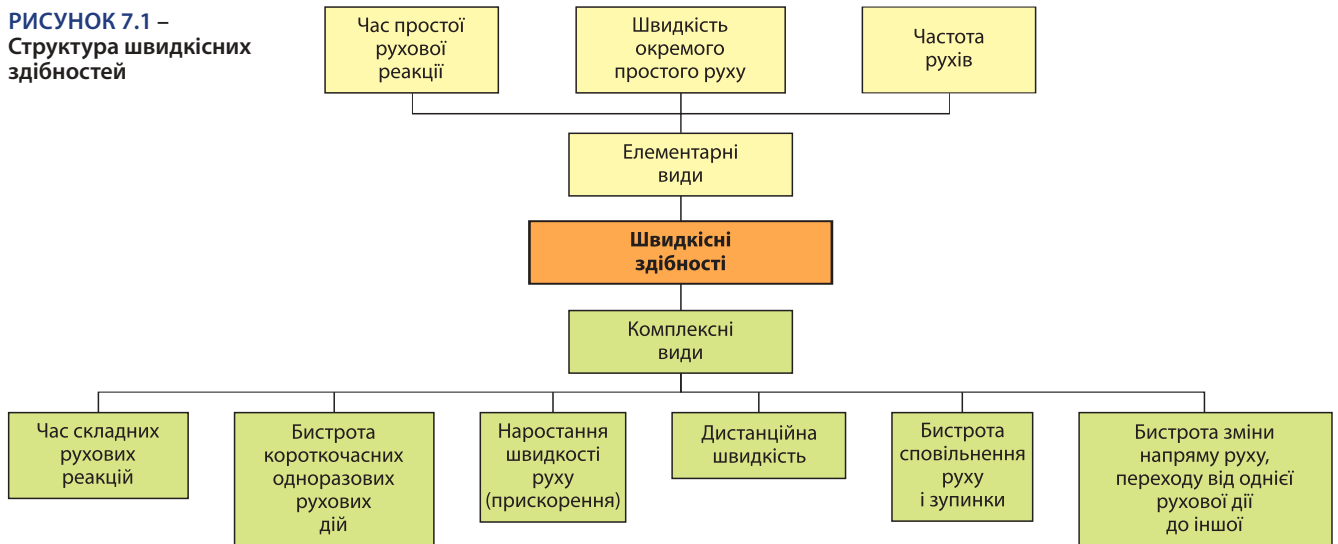 РИСУНОК 7.1 –
Структура швидкісних
здібностей
Час простої
рухової
реакції
Швидкість
окремого
простого руху
Частота
рухів
Елементарні
види
Швидкісні
здібності
Комплексні
види
Час складних
рухових
реакцій
Бистрота
короткочасних
одноразових
рухових
дій
Наростання
швидкості
руху
(прискорення)
Дистанційна
швидкість
Бистрота
сповільнення
руху
і зупинки
Бистрота зміни
напряму руху,
переходу від однієї
рухової дії
до іншої